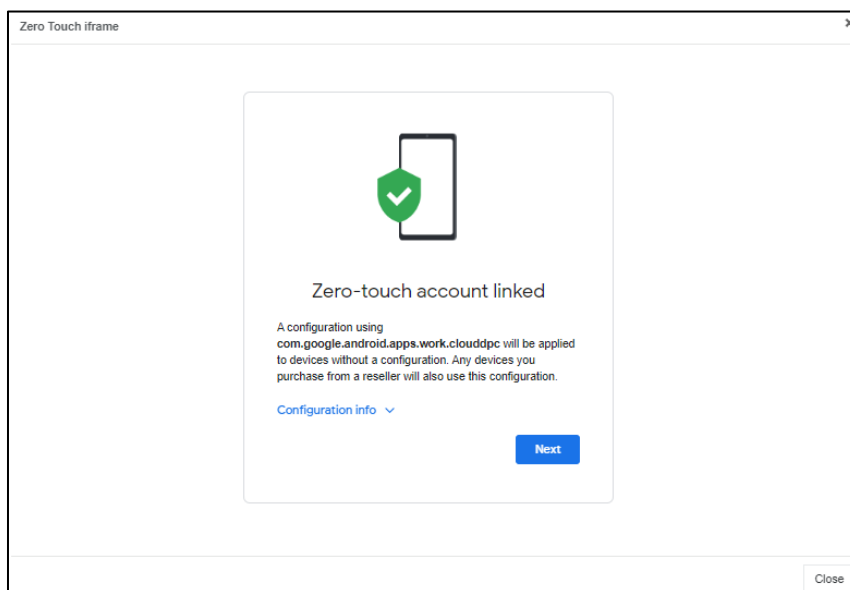 Zero Touch iframe
Zero-touch account linked
A configuration using
com.google.android.apps.work.clouddpc will be applied
to devices without a configuration. Any devices you
purchase from a reseller will also use this configuration.
Configuration info
Next
Close